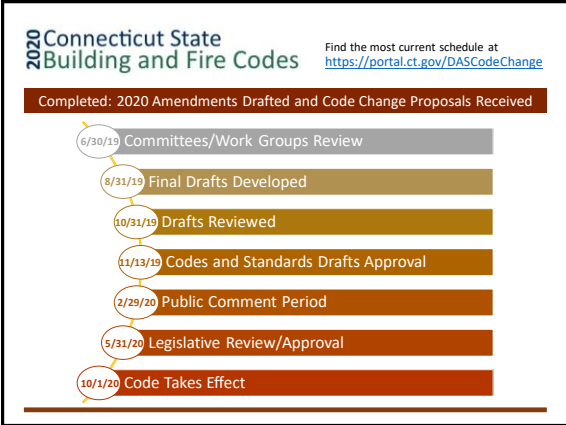 2020 Connecticut State
Building and Fire Codes
Find the most current schedule at
https://portal.ct.gov/DASCodeChange
Completed: 2020 Amendments Drafted and Code Change Proposals Received
6/30/19 Committees/Work Groups Review
8/31/19 Final Drafts Developed
10/31/19 Drafts Reviewed
11/13/19 Codes and Standards Drafts Approval
2/29/20 Public Comment Period
5/31/20 Legislative Review/Approval
10/1/20 Code Takes Effect